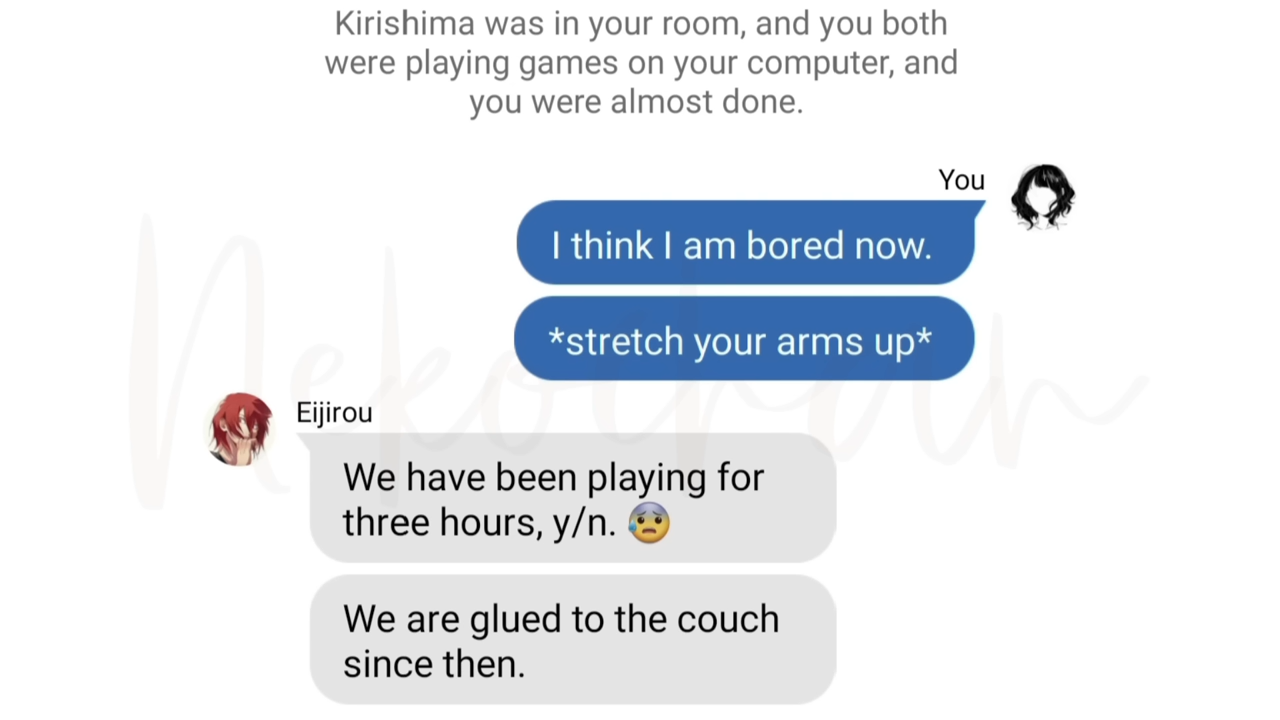 Kirishima was in your room, and you both
were playing games on your computer, and
you were almost done.
You
I think I am bored now.
*stretch your arms up*
Eijirou
We have been playing for
three hours, y/n. 😰
We are glued to the couch
since then.
Nekochan